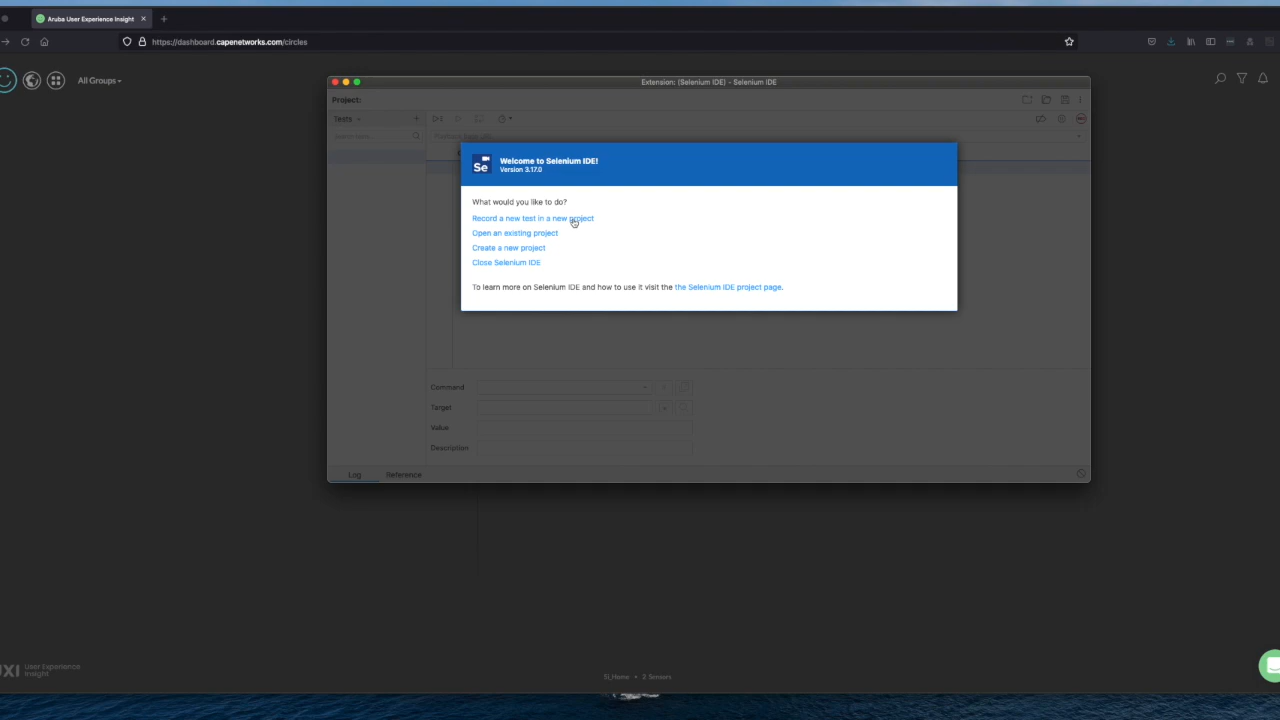 Aruba User Experience Insight
https://dashboard.capenetworks.com/circles
All Groups
Extension: (Selenium IDE) - Selenium IDE
Project:
Tests
Se
Welcome to Selenium IDE!
Version 3.17.0
What would you like to do?
Record a new test in a new project
Open an existing project
Create a new project
Close Selenium IDE
To learn more on Selenium IDE and how to use it visit the the Selenium IDE project page.
Command
Target
Value
Description
Log Reference
UXI User Experience
Insight
2 Sensors